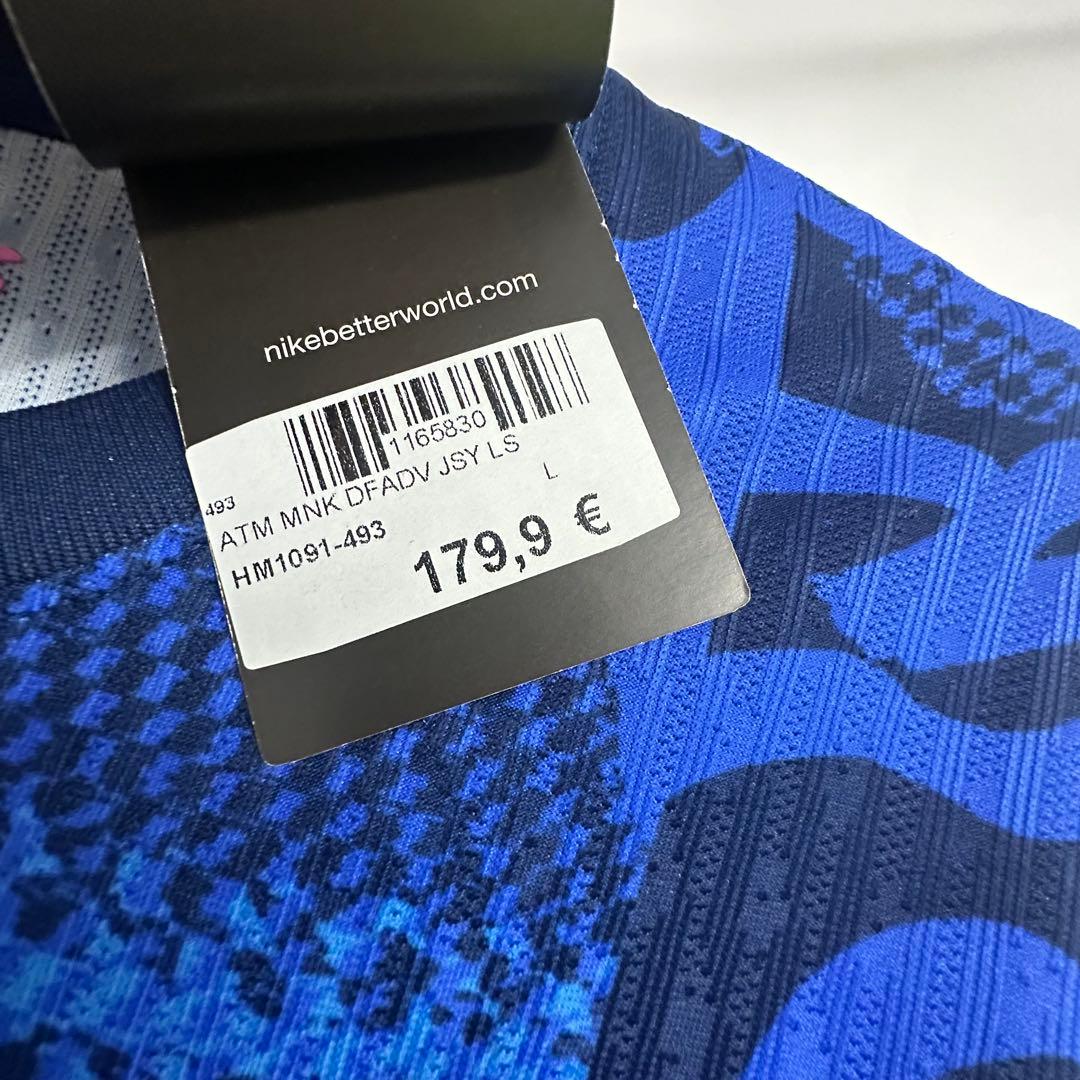 nikebetterworld.com
1165830
493
ATM MNK DFADV JSY LS
L
HM1091-493
179,9 €